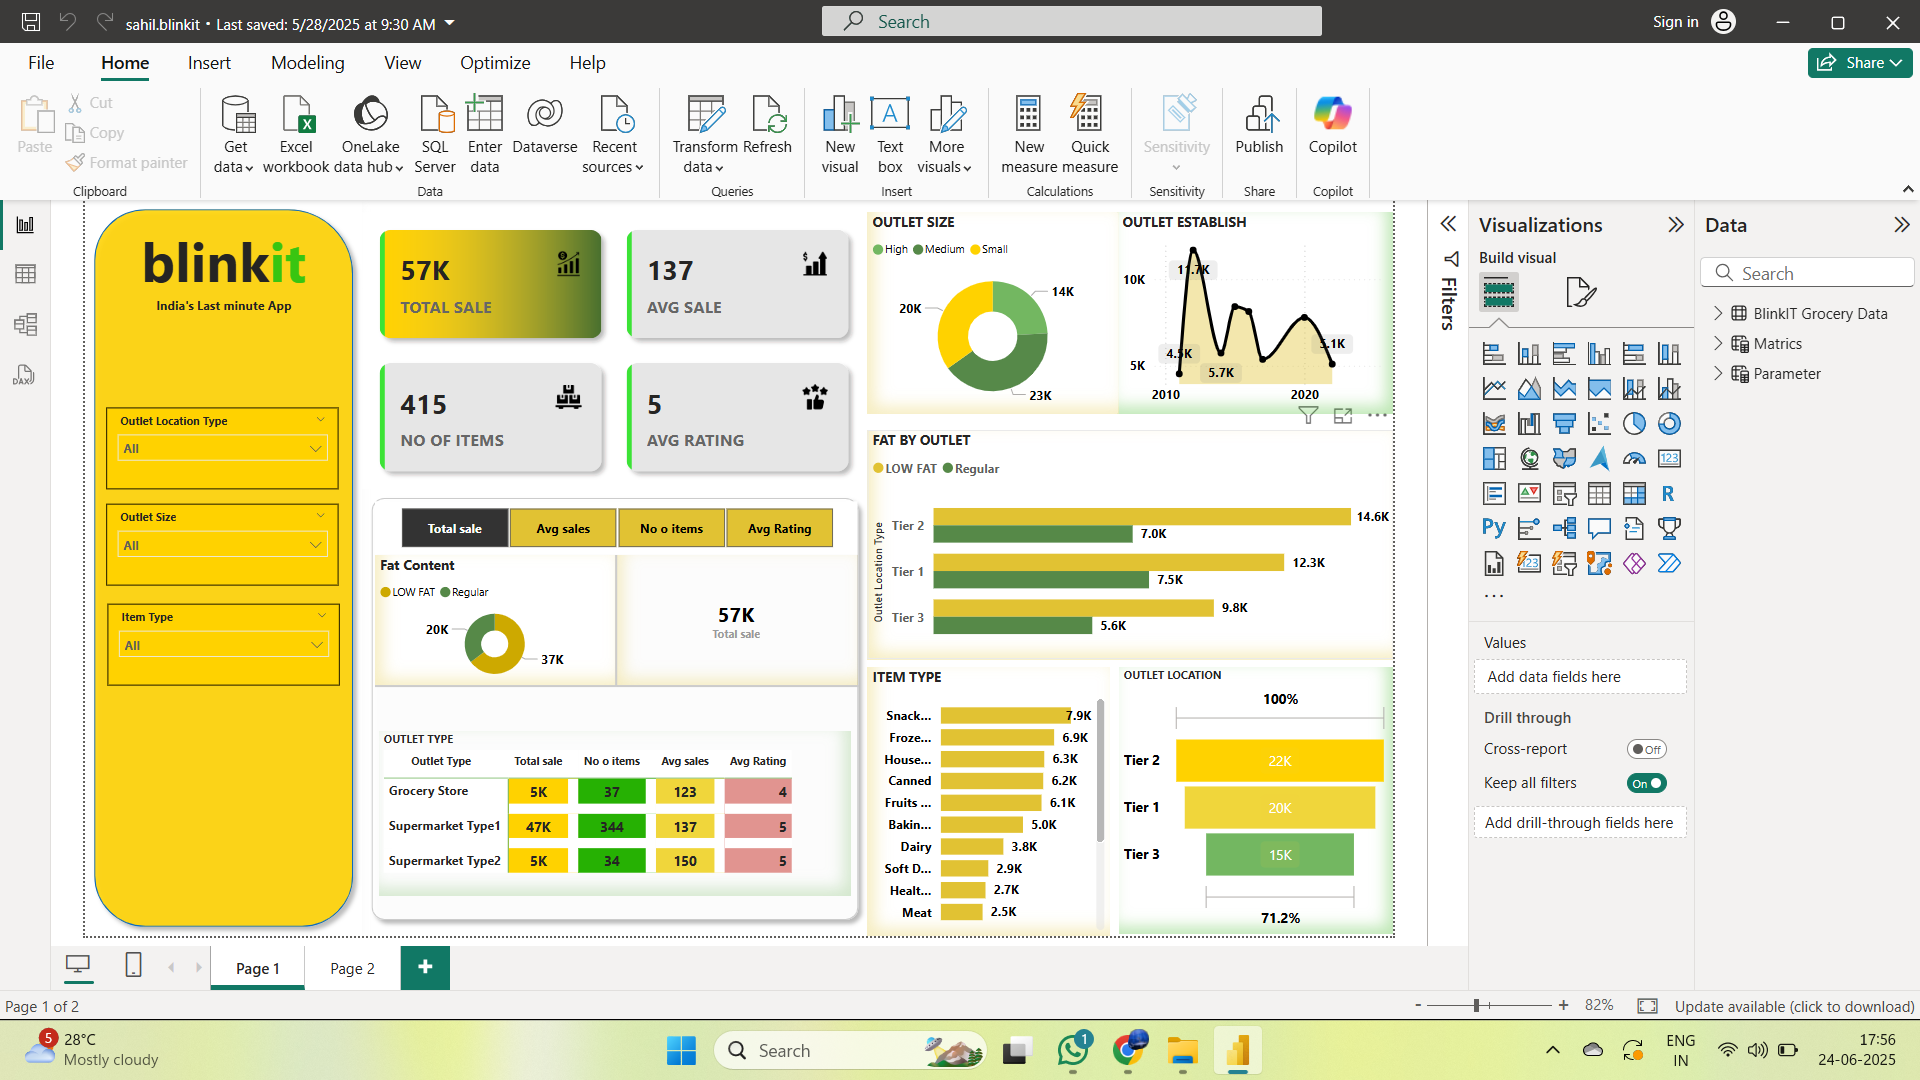 sahil.blinkit • Last saved: 5/28/2025 at 9:30 AM
Search
Sign in
File
Home
Insert
Modeling
View
Optimize
Help
Share
Paste
Cut
Copy
Format painter
Clipboard
Get data
Excel workbook
OneLake data hub
SQL Server
Enter data
Dataverse
Recent sources
Data
Transform data
Refresh
Queries
New visual
Text box
More visuals
Insert
New measure
Quick measure
Calculations
Sensitivity
Sensitivity
Publish
Share
Copilot
Copilot
blinkit
India's Last minute App
Outlet Location Type
All
Outlet Size
All
Item Type
All
57K
TOTAL SALE
137
AVG SALE
415
NO OF ITEMS
5
AVG RATING
Total sale
Avg sales
No o items
Avg Rating
Fat Content
LOW FAT
Regular
20K
37K
57K
Total sale
OUTLET TYPE
Outlet Type Total sale No o items Avg sales Avg Rating
Grocery Store 5K 37 123 4
Supermarket Type1 47K 344 137 5
Supermarket Type2 5K 34 150 5
OUTLET SIZE
High Medium Small
14K
20K
23K
OUTLET ESTABLISH
10K
5K
11.7K
4.5K
5.7K
5.1K
2010
2020
FAT BY OUTLET
LOW FAT Regular
Outlet Location Type
Tier 2 14.6K
7.0K
Tier 1 12.3K
7.5K
Tier 3 9.8K
5.6K
ITEM TYPE
Snack... 7.9K
Froze... 6.9K
House... 6.3K
Canned 6.2K
Fruits ... 6.1K
Bakin... 5.0K
Dairy 3.8K
Soft D... 2.9K
Healt... 2.7K
Meat 2.5K
OUTLET LOCATION
100%
Tier 2 22K
Tier 1 20K
Tier 3 15K
71.2%
Filters
Visualizations
Build visual
123
R
Py
123
...
Values
Add data fields here
Drill through
Cross-report
Off
Keep all filters
On
Add drill-through fields here
Data
Search
BlinkIT Grocery Data
Matrics
Parameter
DAX
Page 1
Page 2
+
Page 1 of 2
- + 82%
Update available (click to download)
5
28°C
Mostly cloudy
Search
1
ENG
IN
17:56
24-06-2025